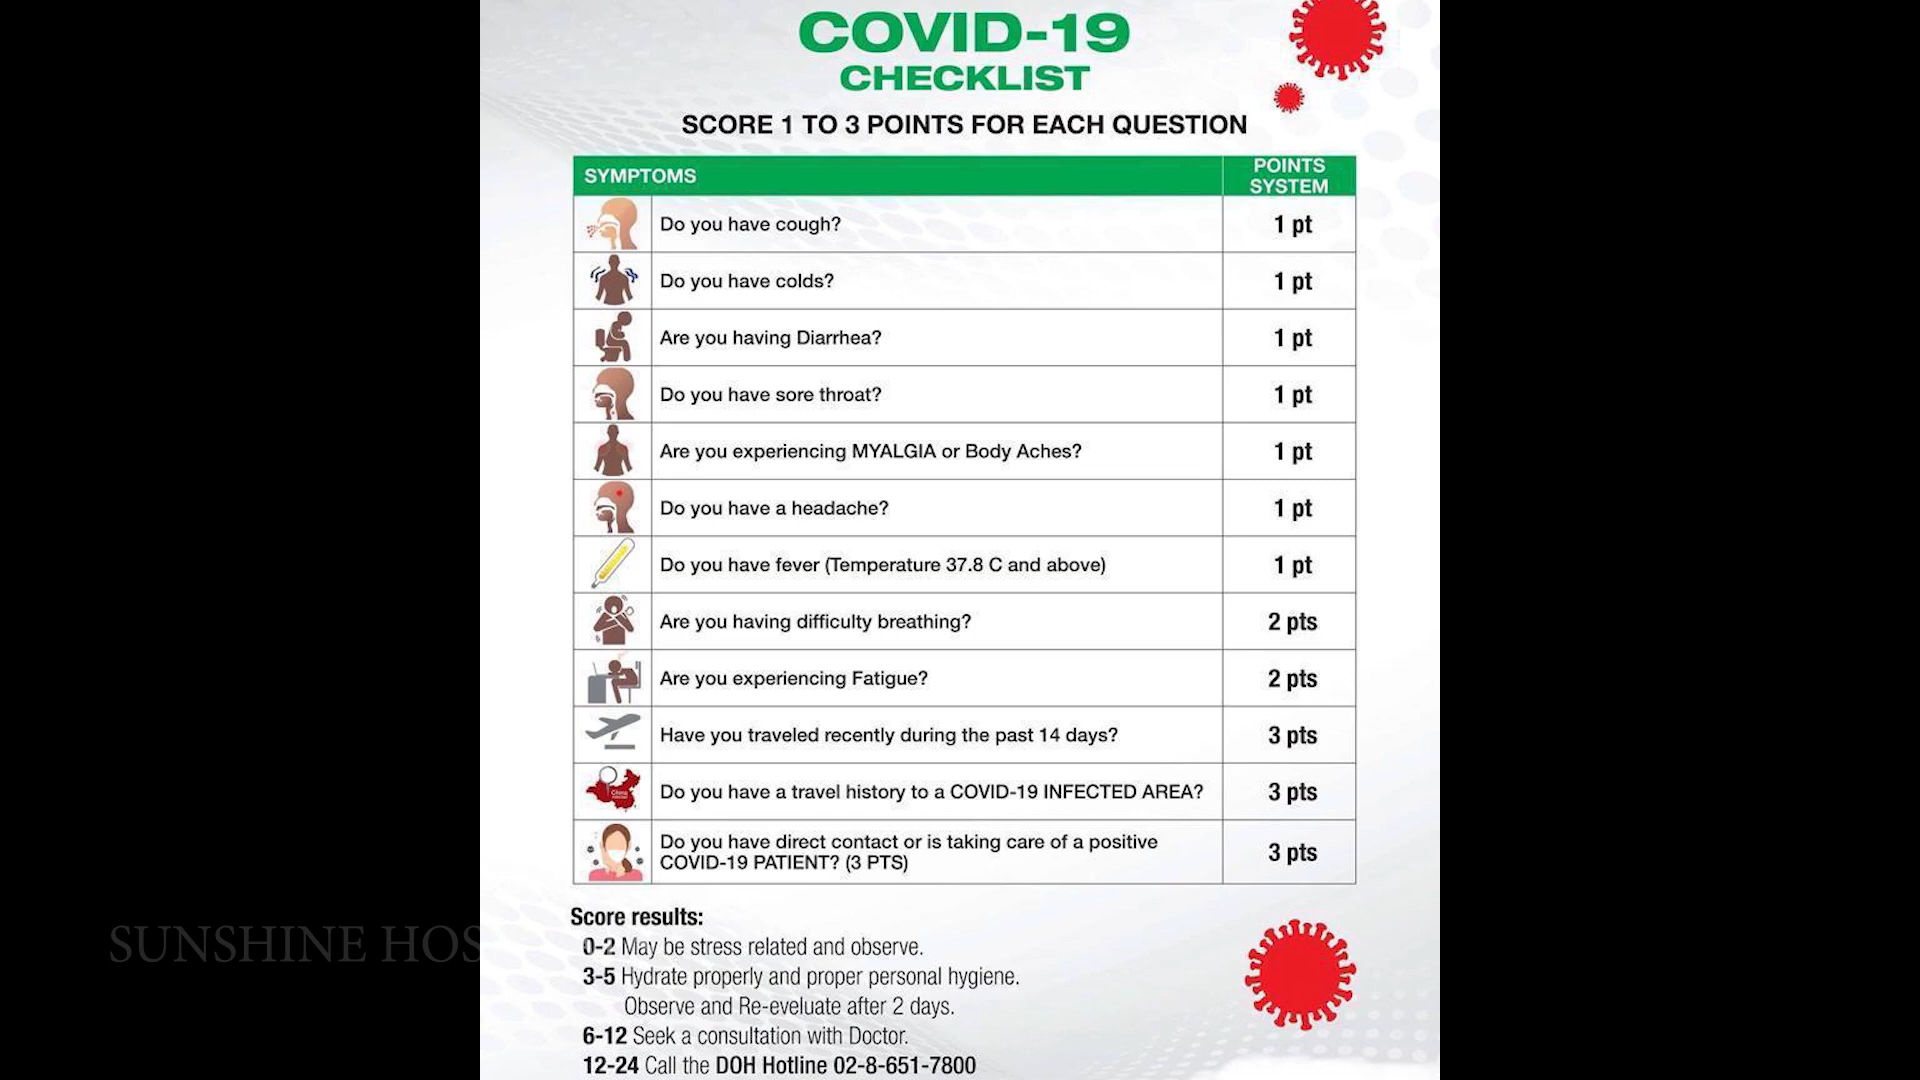 COVID-19
CHECKLIST
SCORE 1 TO 3 POINTS FOR EACH QUESTION
SYMPTOMS
POINTS
SYSTEM
Do you have cough?
1 pt
Do you have colds?
1 pt
Are you having Diarrhea?
1 pt
Do you have sore throat?
1 pt
Are you experiencing MYALGIA or Body Aches?
1 pt
Do you have a headache?
1 pt
Do you have fever (Temperature 37.8 C and above)
1 pt
Are you having difficulty breathing?
2 pts
Are you experiencing Fatigue?
2 pts
Have you traveled recently during the past 14 days?
3 pts
China
Do you have a travel history to a COVID-19 INFECTED AREA?
3 pts
Do you have direct contact or is taking care of a positive
COVID-19 PATIENT? (3 PTS)
3 pts
Score results:
0-2 May be stress related and observe.
3-5 Hydrate properly and proper personal hygiene.
Observe and Re-eveluate after 2 days.
6-12 Seek a consultation with Doctor.
12-24 Call the DOH Hotline 02-8-651-7800
SUNSHINE HOS